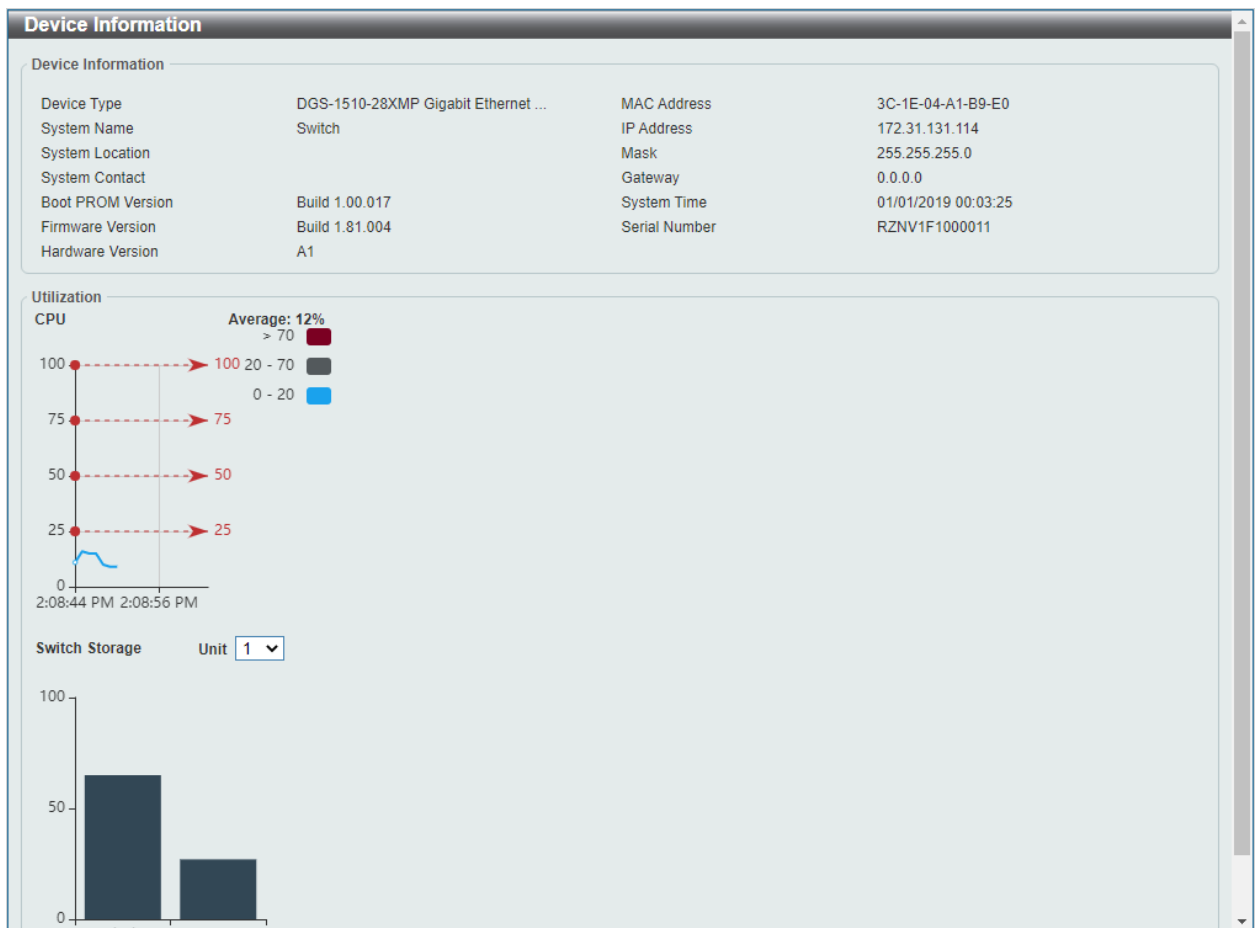 Device Information
Device Information
Device Type DGS-1510-28XMP Gigabit Ethernet ... MAC Address 3C-1E-04-A1-B9-E0
System Name Switch IP Address 172.31.131.114
System Location Mask 255.255.255.0
System Contact Gateway 0.0.0.0
Boot PROM Version Build 1.00.017 System Time 01/01/2019 00:03:25
Firmware Version Build 1.81.004 Serial Number RZNV1F1000011
Hardware Version A1
Utilization
CPU Average: 12%
> 70
100 100 20 - 70
0 - 20
75 75
50 50
25 25
0
2:08:44 PM 2:08:56 PM
Switch Storage Unit 1
100
50
0